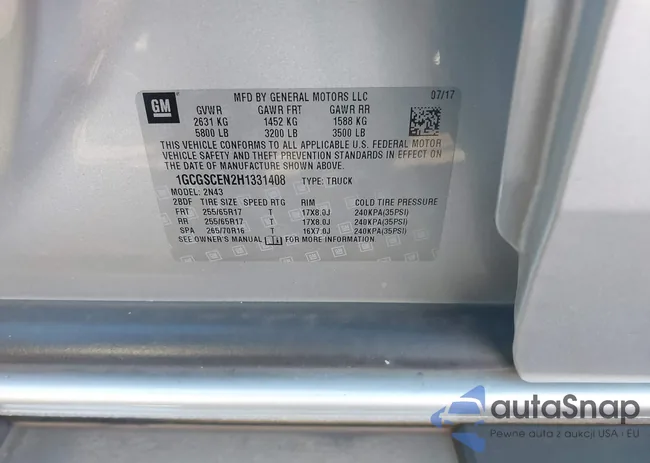 GM
MFD BY GENERAL MOTORS LLC 07/17
GVWR GAWR FRT GAWR RR
2631 KG 1452 KG 1588 KG
5800 LB 3200 LB 3500 LB
THIS VEHICLE CONFORMS TO ALL APPLICABLE U.S. FEDERAL MOTOR
VEHICLE SAFETY AND THEFT PREVENTION STANDARDS IN EFFECT ON
THE DATE OF MANUFACTURE SHOWN ABOVE.
1GCGSCEN2H1331408 TYPE: TRUCK
MODEL: 2N43
2BDF TIRE SIZE SPEED RTG RIM COLD TIRE PRESSURE
FRT 255/65R17 T 17X8.0J 240KPA(35PSI)
RR 255/65R17 T 17X8.0J 240KPA(35PSI)
SPA 265/70R16 T 16X7.0J 240KPA(35PSI)
SEE OWNER'S MANUAL FOR MORE INFORMATION
autaSnap
Pewne auta z aukcji USA i EU